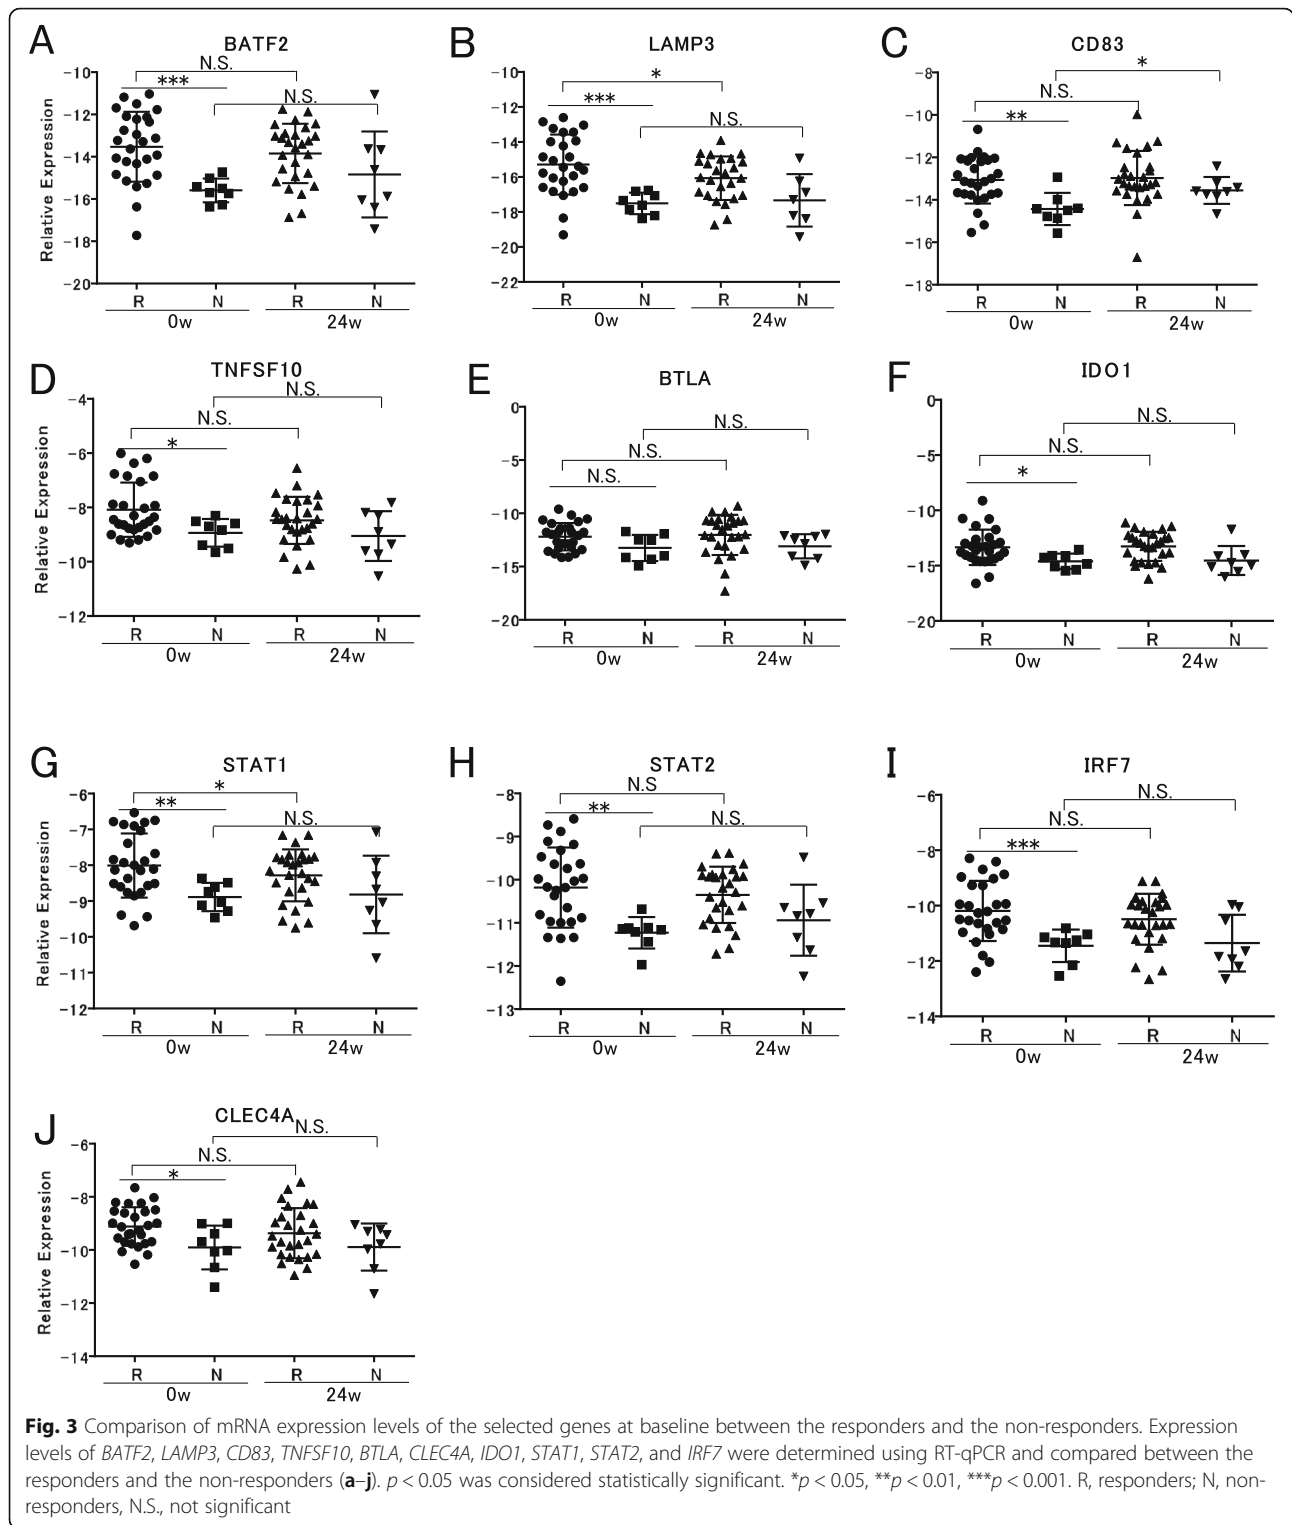 A
BATF2
N.S.
***
N.S.
Relative Expression
−10
−12
−14
−16
−18
−20
R N R N
0w 24w
B
LAMP3
*
***
N.S.
−10
−12
−14
−16
−18
−20
−22
R N R N
0w 24w
C
CD83
*
N.S.
**
−8
−10
−12
−14
−16
−18
R N R N
0w 24w
D
TNFSF10
N.S.
N.S.
*
Relative Expression
−4
−6
−8
−10
−12
R N R N
0w 24w
E
BTLA
N.S.
N.S.
N.S.
0
−5
−10
−15
−20
R N R N
0w 24w
F
IDO1
N.S.
N.S.
*
0
−5
−10
−15
−20
R N R N
0w 24w
G
STAT1
*
**
N.S.
Relative Expression
−6
−7
−8
−9
−10
−11
−12
R N R N
0w 24w
H
STAT2
N.S
**
N.S.
−8
−9
−10
−11
−12
−13
R N R N
0w 24w
I
IRF7
N.S.
N.S.
***
−6
−8
−10
−12
−14
R N R N
0w 24w
J
CLEC4A
N.S.
N.S.
*
Relative Expression
−6
−8
−10
−12
−14
R N R N
0w 24w
Fig. 3 Comparison of mRNA expression levels of the selected genes at baseline between the responders and the non-responders. Expression
levels of BATF2, LAMP3, CD83, TNFSF10, BTLA, CLEC4A, IDO1, STAT1, STAT2, and IRF7 were determined using RT-qPCR and compared between the
responders and the non-responders (a–j). p < 0.05 was considered statistically significant. *p < 0.05, **p < 0.01, ***p < 0.001. R, responders; N, non-
responders, N.S., not significant